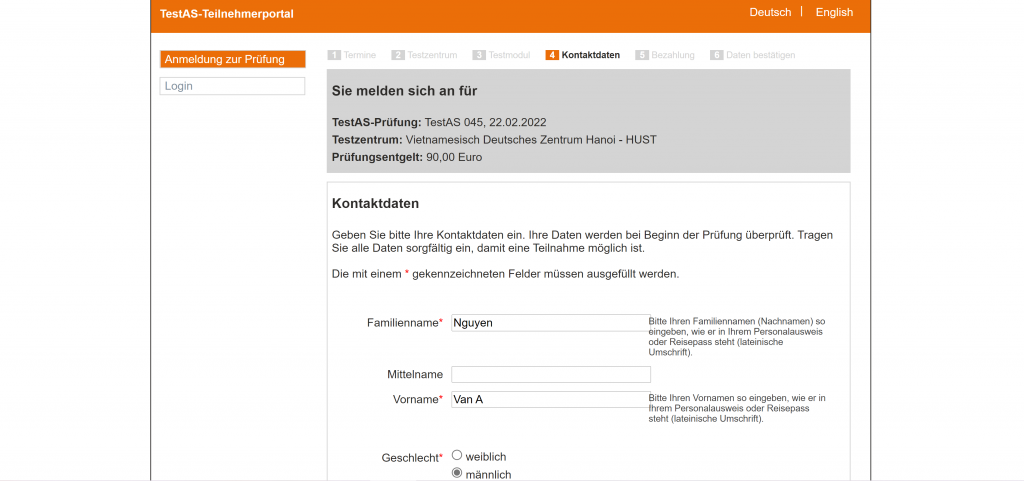 TestAS-Teilnehmerportal
Deutsch | English
Anmeldung zur Prüfung
Login
1 Termine 2 Testzentrum 3 Testmodul 4 Kontaktdaten 5 Bezahlung 6 Daten bestätigen
Sie melden sich an für
TestAS-Prüfung: TestAS 045, 22.02.2022
Testzentrum: Vietnamesisch Deutsches Zentrum Hanoi - HUST
Prüfungsentgelt: 90,00 Euro
Kontaktdaten
Geben Sie bitte Ihre Kontaktdaten ein. Ihre Daten werden bei Beginn der Prüfung überprüft. Tragen
Sie alle Daten sorgfältig ein, damit eine Teilnahme möglich ist.
Die mit einem * gekennzeichneten Felder müssen ausgefüllt werden.
Familienname* Nguyen
Bitte Ihren Familiennamen (Nachnamen) so
eingeben, wie er in Ihrem Personalausweis
oder Reisepass steht (lateinische
Umschrift).
Mittelname
Vorname* Van A
Bitte Ihren Vornamen so eingeben, wie er in
Ihrem Personalausweis oder Reisepass
steht (lateinische Umschrift).
Geschlecht* weiblich
männlich